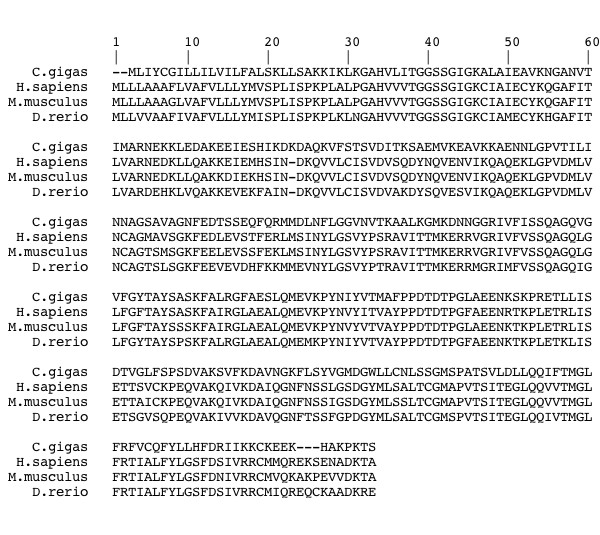 1 10 20 30 40 50 60
C.gigas --MLIYCGILLILVILFALSKLLSAKKIKLKGAHVLITGGSSGIGKALAIEAVKNGANVT
H.sapiens MLLLAAAFLVAFVLLLYMVSPLISPKPLALPGAHVVVTGGSSGIGKCIAIECYKQGAFIT
M.musculus MLLLAAAGLVAFVLLLYMVSPLISPKPLALPGAHVVVTGGSSGIGKCIAIECYKQGAFIT
D.rerio MLLVVAAFIVAFVLLLYMISPLISPKPLKLNGAHVVVTGGSSGIGKCIAMECYKHGAFIT
C.gigas IMARNEKKLEDAKEEIESHIKDKDAQKVFSTSVDITKSAEMVKEAVKKAENNLGPVTILI
H.sapiens LVARNEDKLLQAKKEIEMHSIN-DKQVVLCISVDVSQDYNQVENVIKQAQEKLGPVDMLV
M.musculus LVARNEDKLLQAKKDIEKHSIN-DKQVVLCISVDVSQDYNQVENVIKQAQEKLGPVDMLV
D.rerio LVARDEHKLVQAKKEVEKFAIN-DKQVVLCISVDVAKDYSQVESVIKQAQEKLGPVDMLV
C.gigas NNAGSAVAGNFEDTSSEQFQRMMDLNFLGGVNVTKAALKGMKDNNGGRIVFISSQAGQVG
H.sapiens NCAGMAVSGKFEDLEVSTFERLMSINYLGSVYPSRAVITTMKERRVGRIVFVSSQAGQLG
M.musculus NCAGTSMSGKFEELEVSSFEKLMSINYLGSVYPSRAVITTMKERRVGRIVFVSSQAGQLG
D.rerio NCAGTSLSGKFEEVEVDHFKKMMEVNYLGSVYPTRAVITTMKERRMGRIMFVSSQAGQIG
C.gigas VFGYTAYSASKFALRGFAESLQMEVKPYNIYVTMAFPPDTDTPGLAEENKSKPRETLLIS
H.sapiens LFGFTAYSASKFAIRGLAEALQMEVKPYNVYITVAYPPDTDTPGFAEENRTKPLETRLIS
M.musculus LFGFTAYSSSKFAIRGLAEALQMEVKPYNVYVTVAYPPDTDTPGLAEENKTKPLETRLIS
D.rerio LFGYTAYSPSKFALRGLAEALQMEMKPYNIYVTVAYPPDTDTPGFAEENKTKPLETKLIS
C.gigas DTVGLFSPSDVAKSVFKDAVNGKFLSYVGMDGWLLCNLSSGMSPATSVLDLLQQIFTMGL
H.sapiens ETTSVCKPEQVAKQIVKDAIQGNFNSSLGSDGYMLSALTCGMAPVTSITEGLQQVVTMGL
M.musculus ETTAICKPEQVAKQIVKDAIQGNFNSSIGSDGYMLSSLTCGMAPVTSITEGLQQVVTMGL
D.rerio ETSGVSQPEQVAKIVVKDAVQGNFTSSFGPDGYMLSALTCGMSPVTSITEGLQQIVTMGL
C.gigas FRFVCQFYLLHFDRIIKKCKEEK---HAKPKTS
H.sapiens FRTIALFYLGSFDSIVRRCMMQREKSENADKTA
M.musculus FRTIALFYLGSFDNIVRRCMVQKAKPEVVDKTA
D.rerio FRTIALFYLGSFDSIVRRCMIQREQCKAADKRE